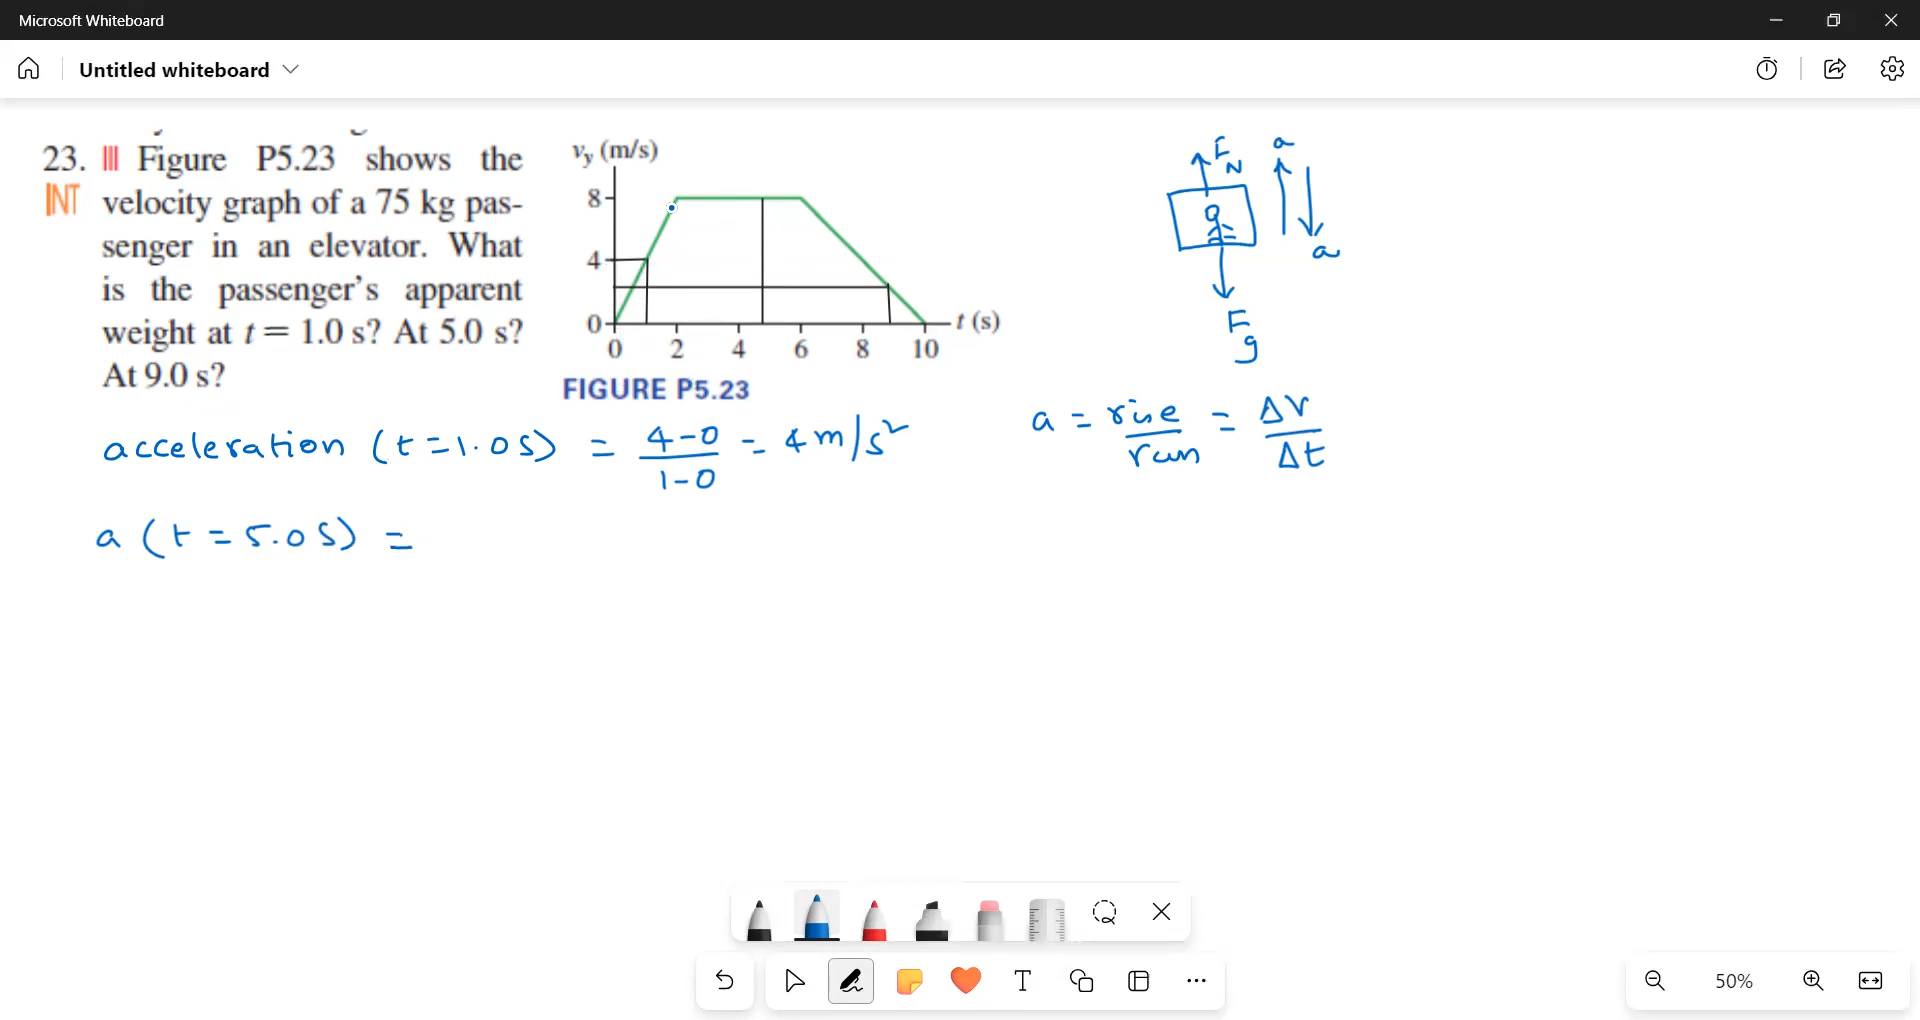 Microsoft Whiteboard
Untitled whiteboard
23. Figure P5.23 shows the
INT velocity graph of a 75 kg pas-
senger in an elevator. What
is the passenger's apparent
weight at t = 1.0 s? At 5.0 s?
At 9.0 s?
vy (m/s)
8
4
0
0 2 4 6 8 10
t (s)
FIGURE P5.23
FN
a
a
Fg
acceleration (t = 1.0 s) = 4-0 / 1-0 = 4 m/s²
a = rise / run = Δv / Δt
a (t = 5.0 s) =
T
50%